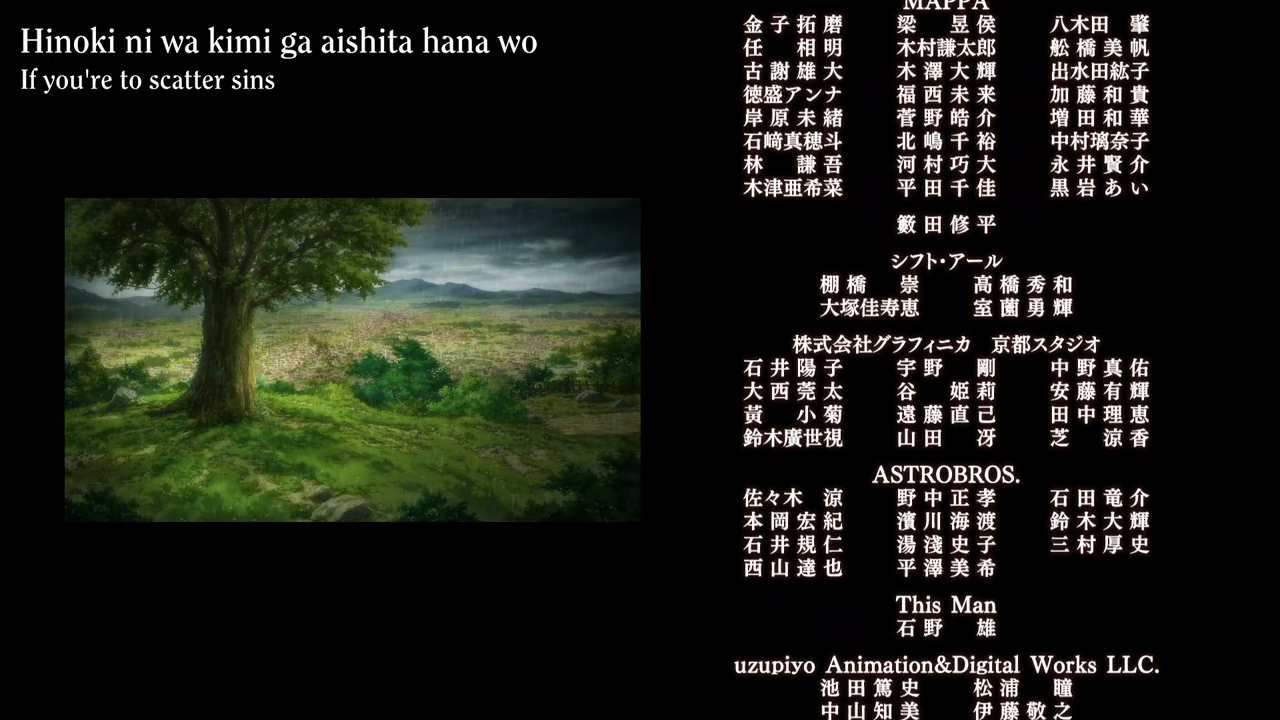 Hinoki ni wa kimi ga aishita hana wo
If you're to scatter sins
MAPPA
金子拓磨 梁昱侯 八木田肇
任相明 木村謙太郎 舩橋美帆
古謝雄大 木澤大輝 出水田紘子
徳盛アンナ 福西未来 加藤和貴
岸原未緒 菅野皓介 増田和華
石﨑真穂斗 北嶋千裕 中村璃奈子
林謙吾 河村巧大 永井賢介
木津亜希菜 平田千佳 黒岩あい
籔田修平
シフト・アール
棚橋崇 髙橋秀和
大塚佳寿恵 室薗勇輝
株式会社グラフィニカ 京都スタジオ
石井陽子 宇野剛 中野真佑
大西莞太 谷姫莉 安藤有輝
黃小菊 遠藤直己 田中理恵
鈴木廣世視 山田冴 芝涼香
ASTROBROS.
佐々木涼 野中正孝 石田竜介
本岡宏紀 濱川海渡 鈴木大輝
石井規仁 湯淺史子 三村厚史
西山達也 平澤美希
This Man
石野雄
uzupiyo Animation&Digital Works LLC.
池田篤史 松浦瞳
中山知美 伊藤敬之